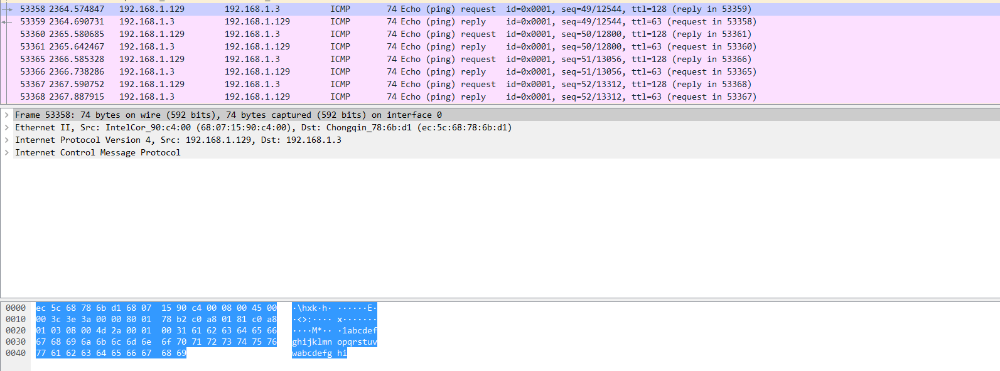 53358 2364.574847 192.168.1.129 192.168.1.3 ICMP 74 Echo (ping) request id=0x0001, seq=49/12544, ttl=128 (reply in 53359)
53359 2364.690731 192.168.1.3 192.168.1.129 ICMP 74 Echo (ping) reply id=0x0001, seq=49/12544, ttl=63 (request in 53358)
53360 2365.580685 192.168.1.129 192.168.1.3 ICMP 74 Echo (ping) request id=0x0001, seq=50/12800, ttl=128 (reply in 53361)
53361 2365.642467 192.168.1.3 192.168.1.129 ICMP 74 Echo (ping) reply id=0x0001, seq=50/12800, ttl=63 (request in 53360)
53365 2366.585328 192.168.1.129 192.168.1.3 ICMP 74 Echo (ping) request id=0x0001, seq=51/13056, ttl=128 (reply in 53366)
53366 2366.738286 192.168.1.3 192.168.1.129 ICMP 74 Echo (ping) reply id=0x0001, seq=51/13056, ttl=63 (request in 53365)
53367 2367.590752 192.168.1.129 192.168.1.3 ICMP 74 Echo (ping) request id=0x0001, seq=52/13312, ttl=128 (reply in 53368)
53368 2367.887915 192.168.1.3 192.168.1.129 ICMP 74 Echo (ping) reply id=0x0001, seq=52/13312, ttl=63 (request in 53367)
Frame 53358: 74 bytes on wire (592 bits), 74 bytes captured (592 bits) on interface 0
Ethernet II, Src: IntelCor_90:c4:00 (68:07:15:90:c4:00), Dst: Chongqin_78:6b:d1 (ec:5c:68:78:6b:d1)
Internet Protocol Version 4, Src: 192.168.1.129, Dst: 192.168.1.3
Internet Control Message Protocol
0000 ec 5c 68 78 6b d1 68 07 15 90 c4 00 08 00 45 00 ·\hxk·h· ······E·
0010 00 3c 3e 3a 00 00 80 01 78 b2 c0 a8 01 81 c0 a8 ·<>:···· x·······
0020 01 03 08 00 4d 2a 00 01 00 31 61 62 63 64 65 66 ····M*·· ·1abcdef
0030 67 68 69 6a 6b 6c 6d 6e 6f 70 71 72 73 74 75 76 ghijklmn opqrstuv
0040 77 61 62 63 64 65 66 67 68 69 wabcdefg hi